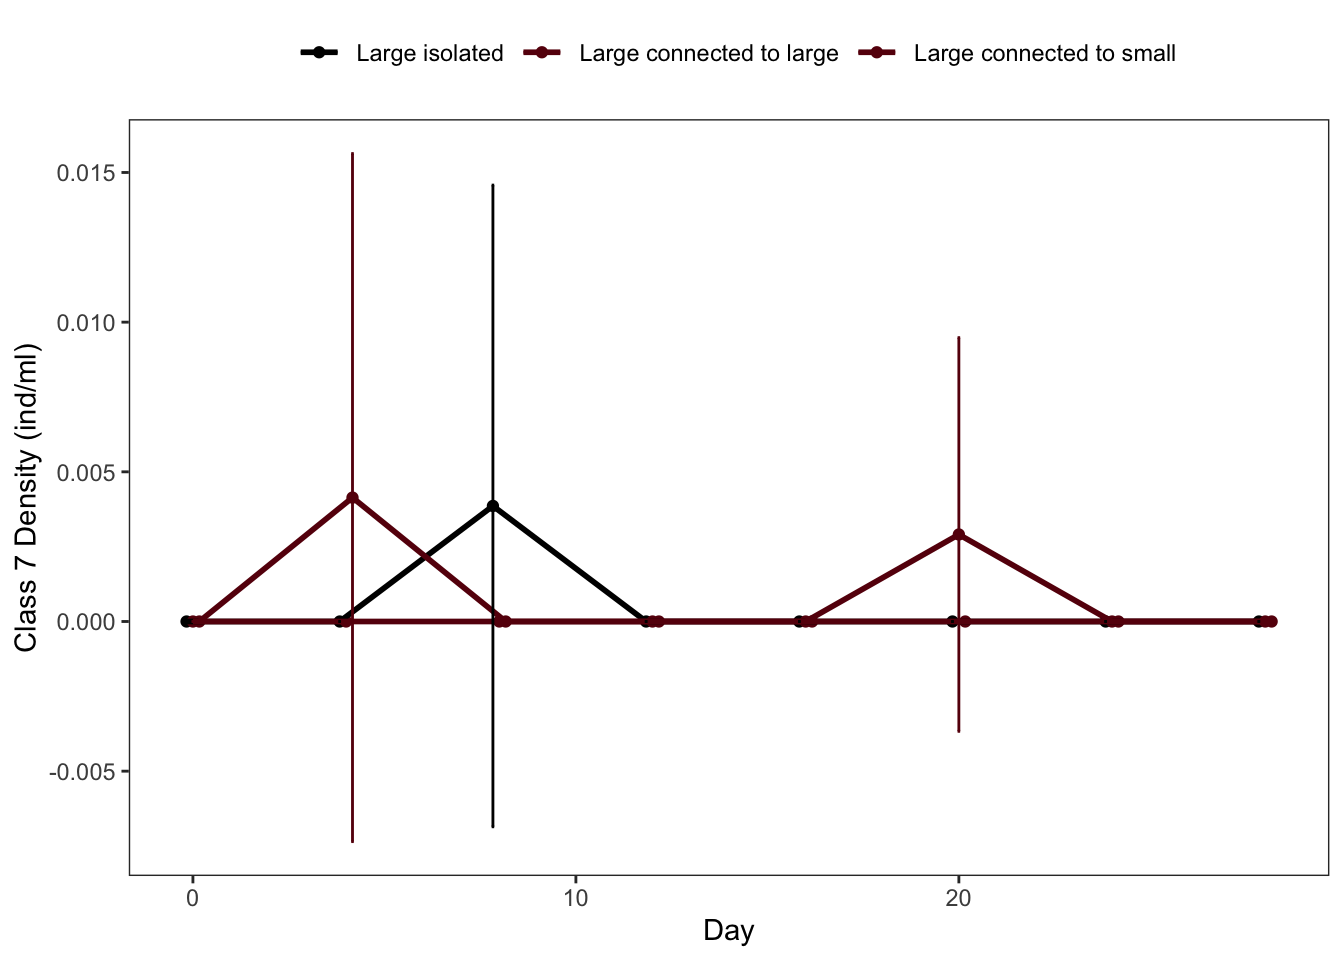 Large isolated Large connected to large Large connected to small
0.015
0.010
0.005
0.000
-0.005
Class 7 Density (ind/ml)
0 10 20
Day